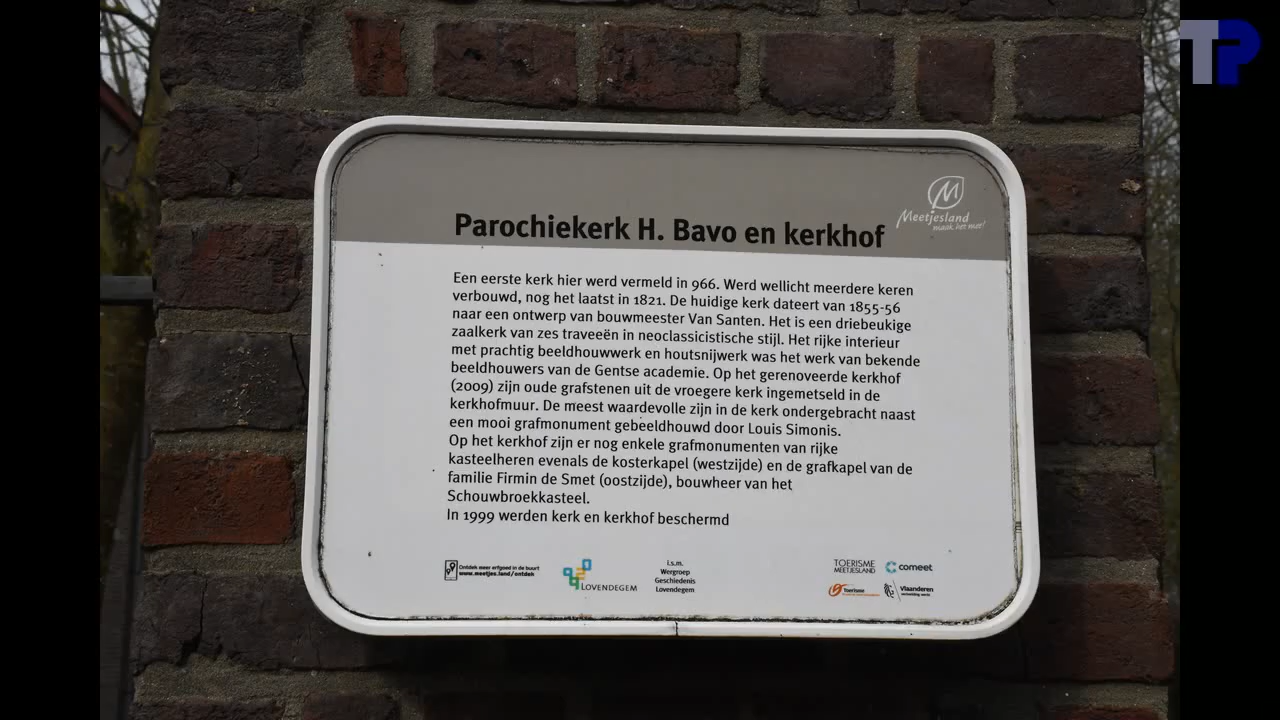 TP
Meetjesland
maak het mee!
Parochiekerk H. Bavo en kerkhof
Een eerste kerk hier werd vermeld in 966. Werd wellicht meerdere keren
verbouwd, nog het laatst in 1821. De huidige kerk dateert van 1855-56
naar een ontwerp van bouwmeester Van Santen. Het is een driebeukige
zaalkerk van zes traveeën in neoclassicistische stijl. Het rijke interieur
met prachtig beeldhouwwerk en houtsnijwerk was het werk van bekende
beeldhouwers van de Gentse academie. Op het gerenoveerde kerkhof
(2009) zijn oude grafstenen uit de vroegere kerk ingemetseld in de
kerkhofmuur. De meest waardevolle zijn in de kerk ondergebracht naast
een mooi grafmonument gebeeldhouwd door Louis Simonis.
Op het kerkhof zijn er nog enkele grafmonumenten van rijke
kasteelheren evenals de kosterkapel (westzijde) en de grafkapel van de
familie Firmin de Smet (oostzijde), bouwheer van het
Schouwbroekkasteel.
In 1999 werden kerk en kerkhof beschermd
Ontdek meer erfgoed in de buurt
www.meetjes.land/ontdek
LOVENDEGEM
i.s.m.
Wergroep
Geschiedenis
Lovendegem
TOERISME
MEETJESLAND
comeet
Toerisme
Vlaanderen
verbeelding werkt